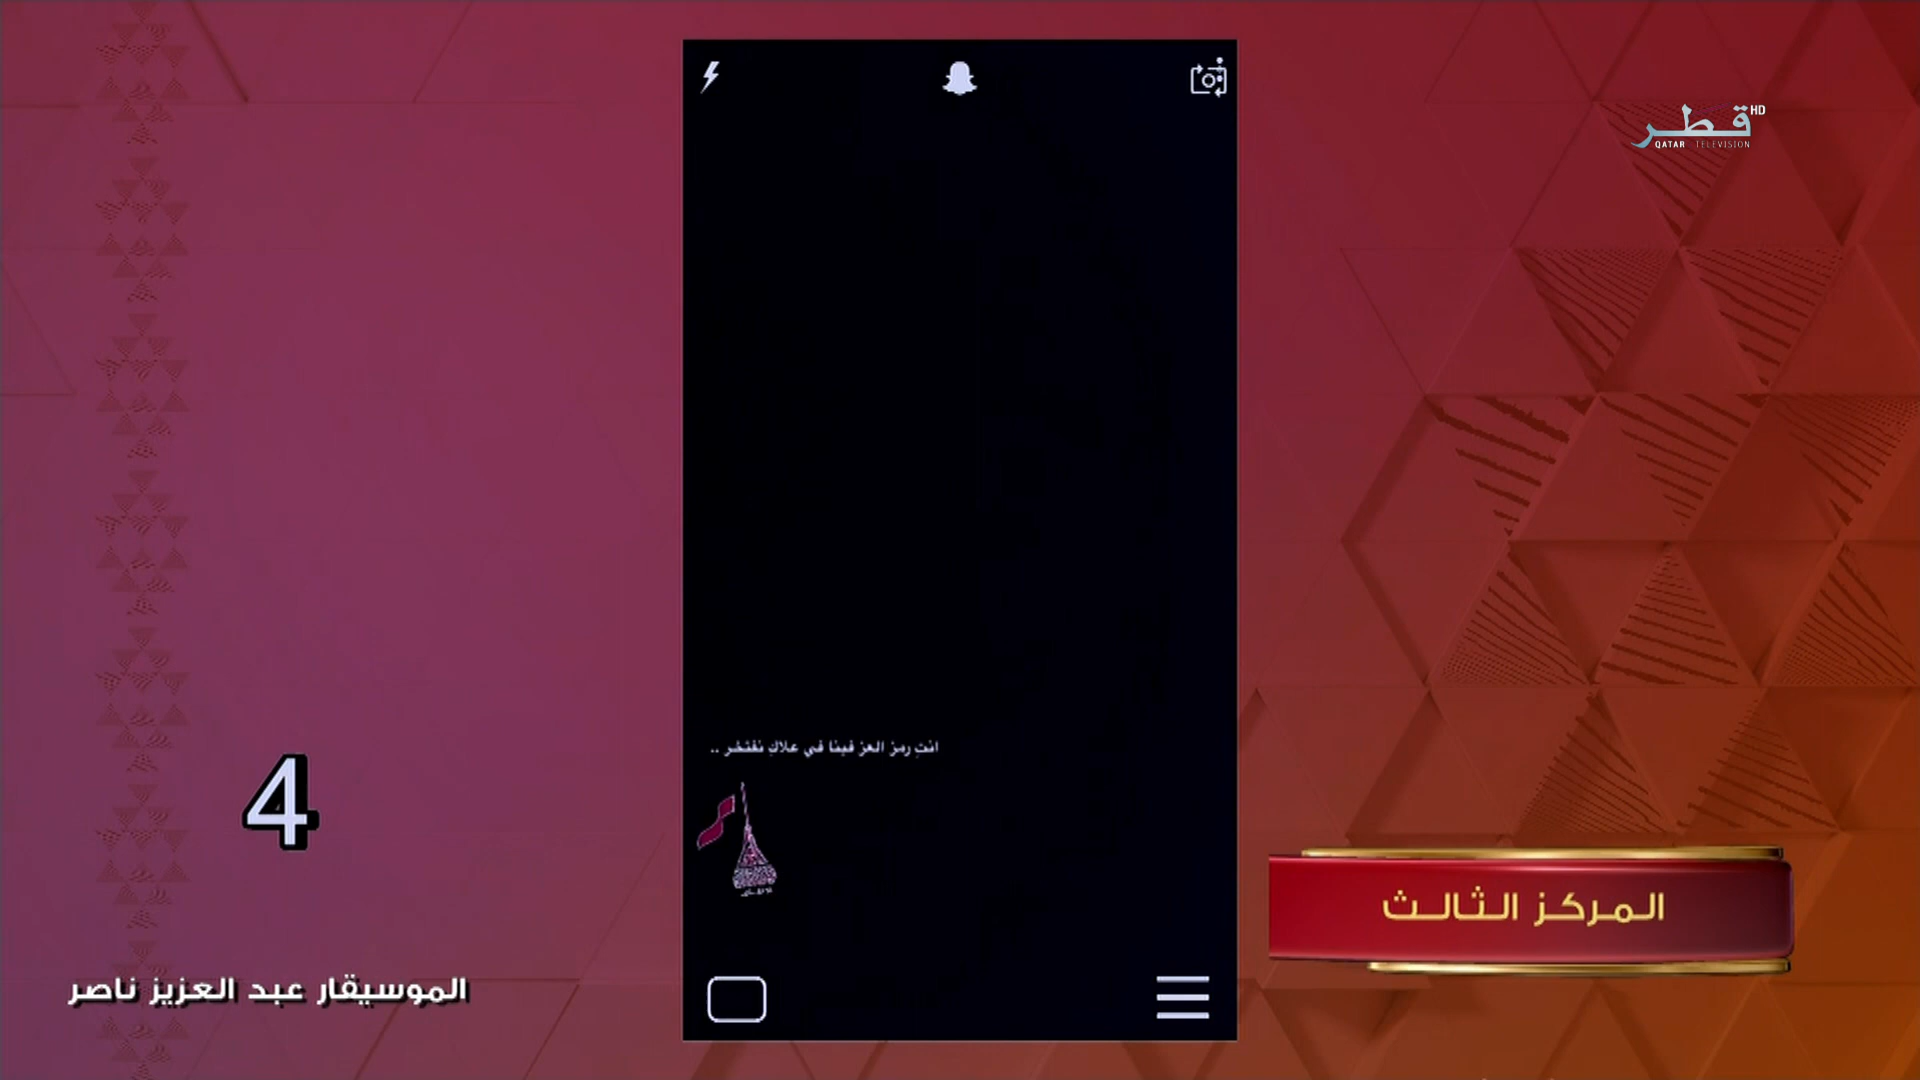 قطر HD
QATAR TELEVISION
انتِ رمز العز فينا في علاكِ نفتخر ..
4
المركز الثالث
الموسيقار عبد العزيز ناصر